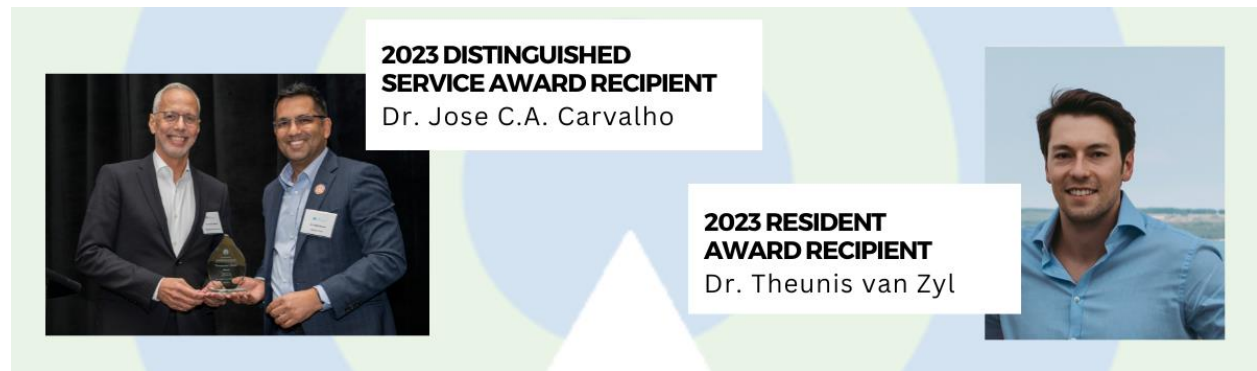 2023 DISTINGUISHED
SERVICE AWARD RECIPIENT
Dr. Jose C.A. Carvalho
2023 RESIDENT
AWARD RECIPIENT
Dr. Theunis van Zyl